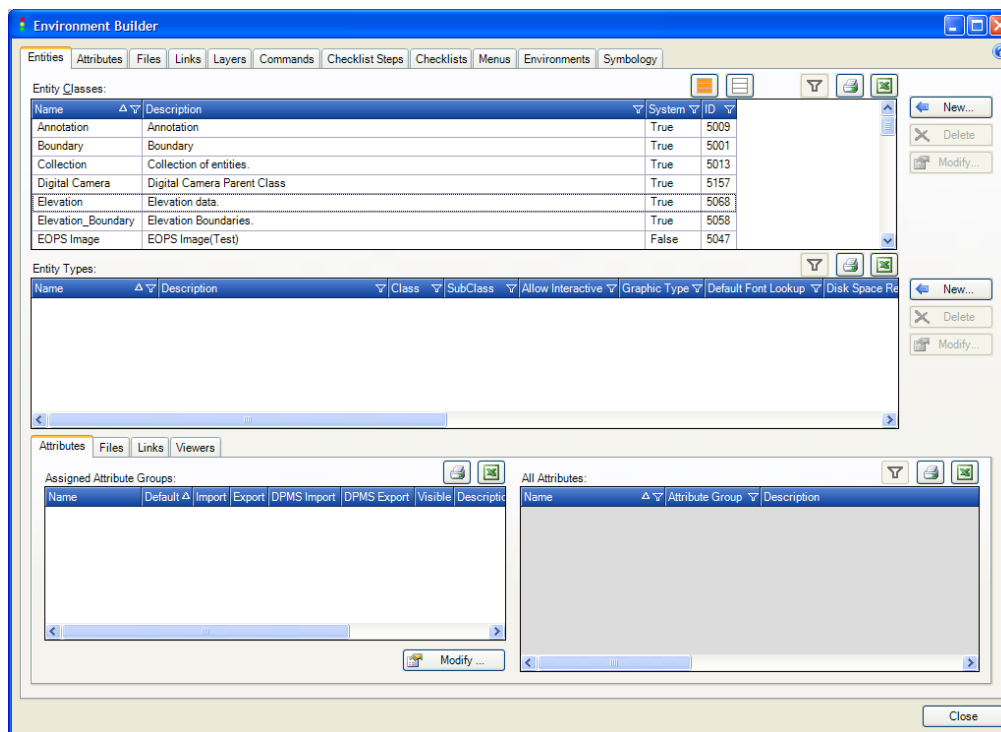 Environment Builder
Entities Attributes Files Links Layers Commands Checklist Steps Checklists Menus Environments Symbology
Entity Classes:
Name Description System ID
Annotation Annotation True 5009
Boundary Boundary True 5001
Collection Collection of entities. True 5013
Digital Camera Digital Camera Parent Class True 5157
Elevation Elevation data. True 5068
Elevation_Boundary Elevation Boundaries. True 5058
EOPS Image EOPS Image(Test) False 5047
New...
Delete
Modify...
Entity Types:
Name Description Class SubClass Allow Interactive Graphic Type Default Font Lookup Disk Space Re
New...
Delete
Modify...
Attributes Files Links Viewers
Assigned Attribute Groups:
Name Default Import Export DPMS Import DPMS Export Visible Descriptic
Modify ...
All Attributes:
Name Attribute Group Description
Close